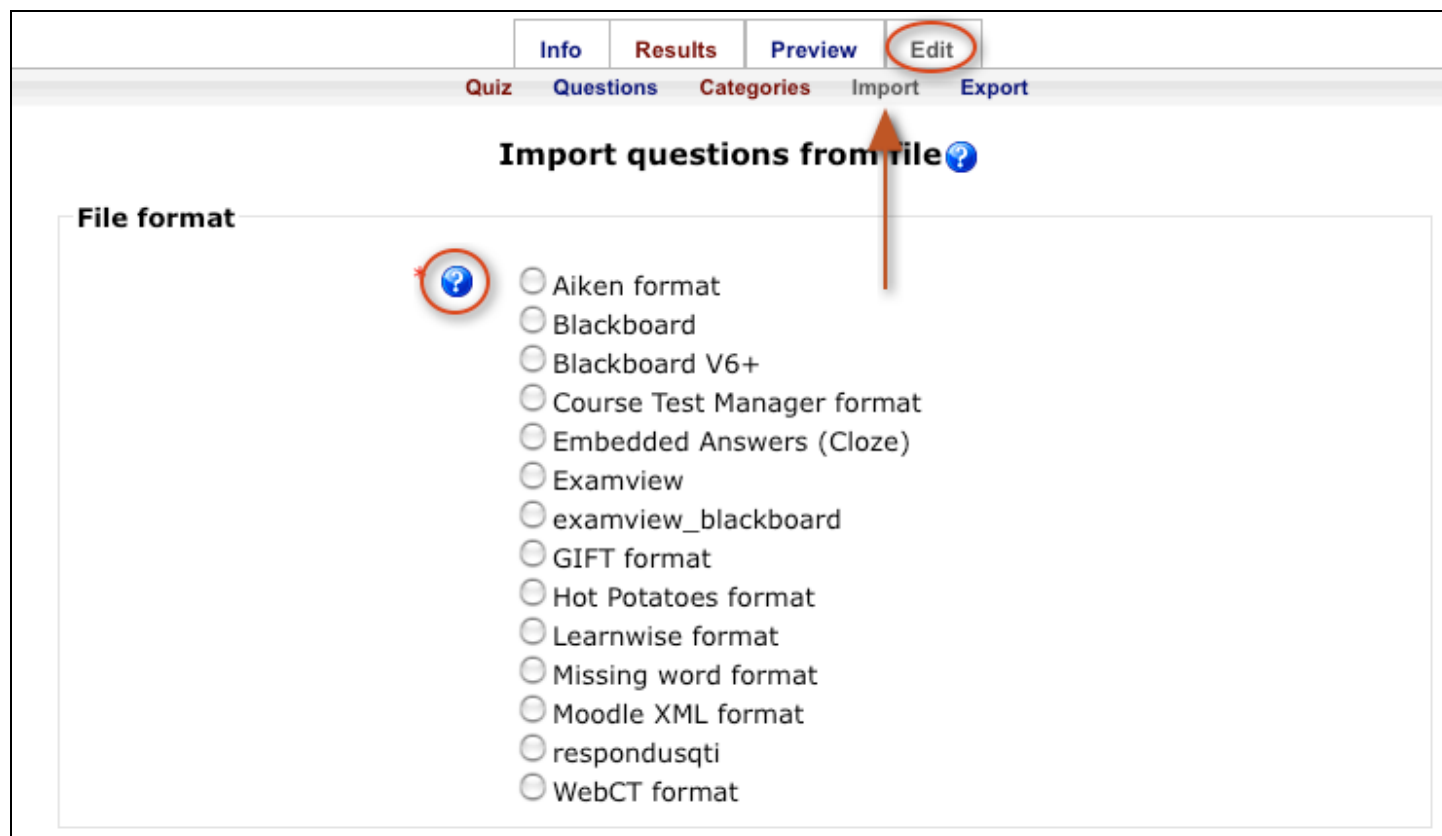 Info Results Preview Edit
Quiz Questions Categories Import Export
Import questions from file ?
File format
* ?
Aiken format
Blackboard
Blackboard V6+
Course Test Manager format
Embedded Answers (Cloze)
Examview
examview_blackboard
GIFT format
Hot Potatoes format
Learnwise format
Missing word format
Moodle XML format
respondusqti
WebCT format